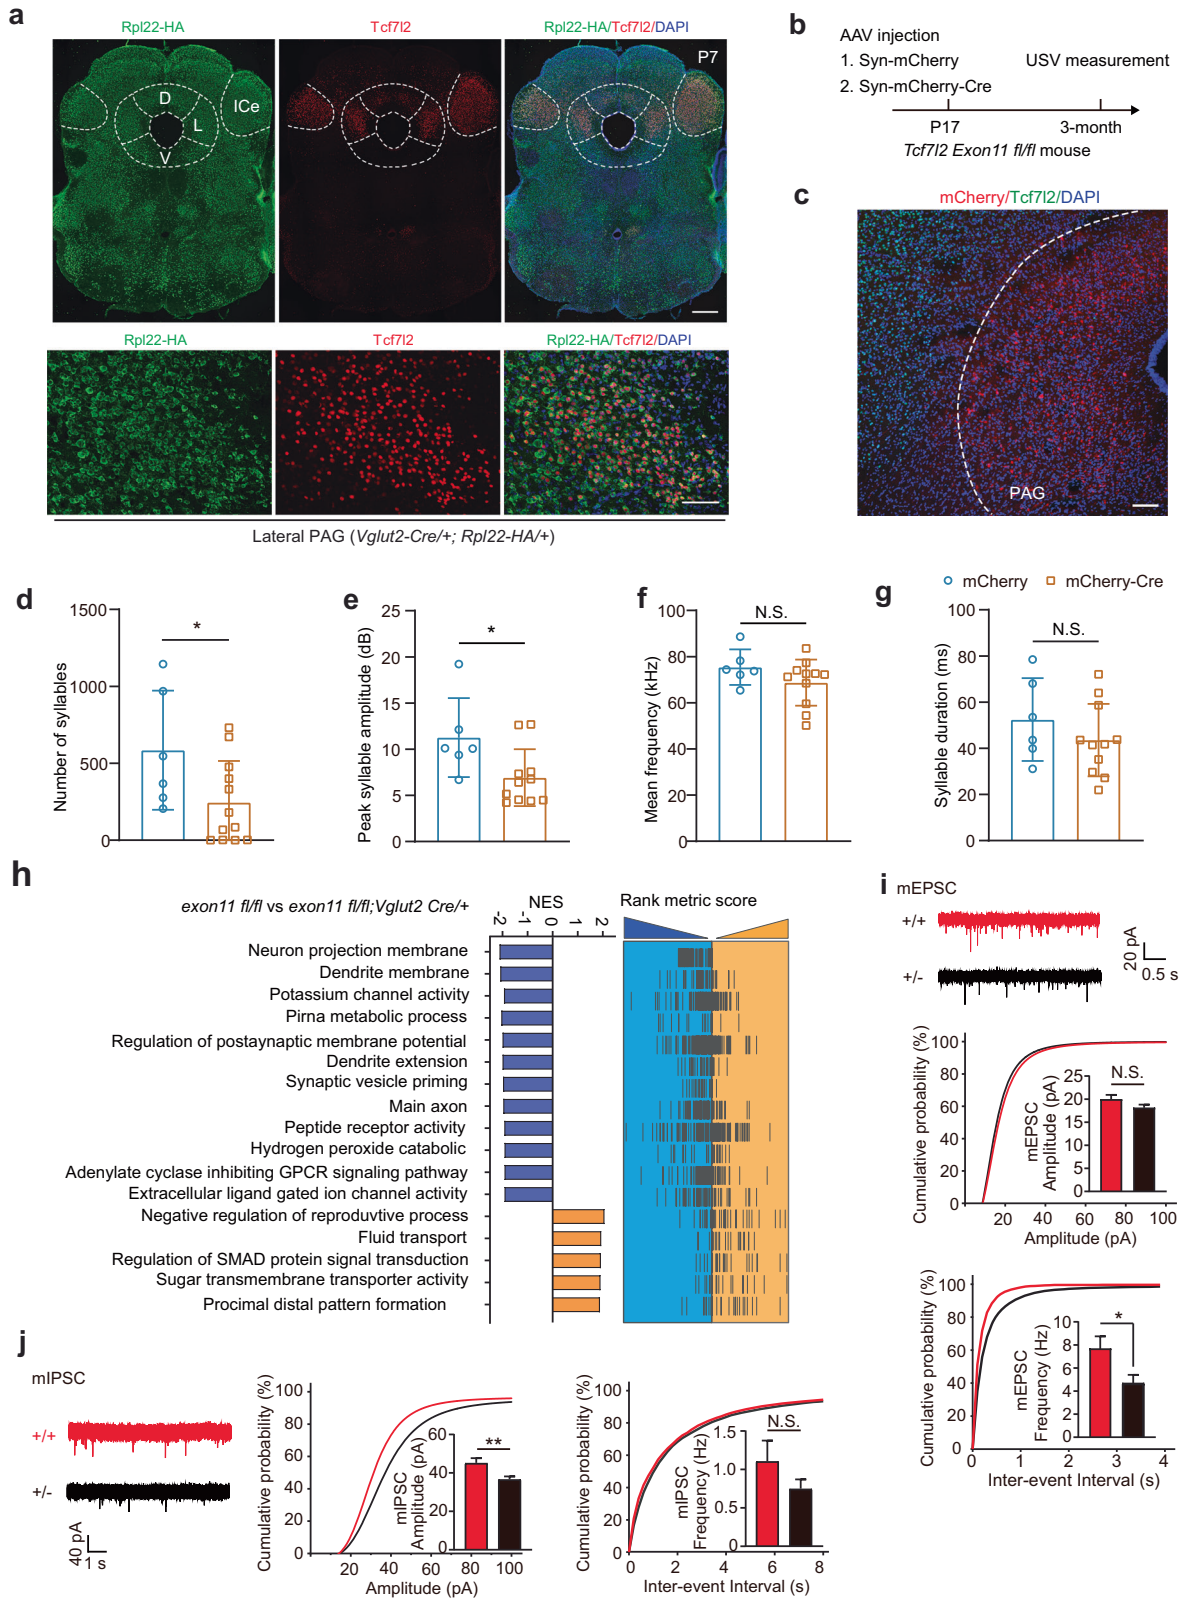 a
Rpl22-HA
Tcf7l2
Rpl22-HA/Tcf7l2/DAPI
P7
D
L
V
ICe
Rpl22-HA
Tcf7l2
Rpl22-HA/Tcf7l2/DAPI
Lateral PAG (Vglut2-Cre/+; Rpl22-HA/+)
b
AAV injection
1. Syn-mCherry
2. Syn-mCherry-Cre
USV measurement
P17
3-month
Tcf7l2 Exon11 fl/fl mouse
c
mCherry/Tcf7l2/DAPI
PAG
mCherry
mCherry-Cre
d
Number of syllables
1500
1000
500
0
*
e
Peak syllable amplitude (dB)
25
20
15
10
5
0
*
f
Mean frequency (kHz)
100
80
60
40
20
0
N.S.
g
Syllable duration (ms)
100
80
60
40
20
0
N.S.
h
exon11 fl/fl vs exon11 fl/fl;Vglut2 Cre/+
NES
-2
-1
0
1
2
Rank metric score
Neuron projection membrane
Dendrite membrane
Potassium channel activity
Pirna metabolic process
Regulation of postaynaptic membrane potential
Dendrite extension
Synaptic vesicle priming
Main axon
Peptide receptor activity
Hydrogen peroxide catabolic
Adenylate cyclase inhibiting GPCR signaling pathway
Extracellular ligand gated ion channel activity
Negative regulation of reproduvtive process
Fluid transport
Regulation of SMAD protein signal transduction
Sugar transmembrane transporter activity
Procimal distal pattern formation
i
mEPSC
+/+
+/-
20 pA
0.5 s
Cumulative probability (%)
100
80
60
40
20
0
20
40
60
80
100
Amplitude (pA)
mEPSC
Amplitude (pA)
25
20
15
10
5
0
N.S.
Cumulative probability (%)
100
80
60
40
20
0
0
1
2
3
4
Inter-event Interval (s)
mEPSC
Frequency (Hz)
10
8
6
4
2
0
*
j
mIPSC
+/+
+/-
40 pA
1 s
Cumulative probability (%)
100
80
60
40
20
0
20
40
60
80
100
Amplitude (pA)
mIPSC
Amplitude (pA)
60
40
20
0
**
Cumulative probability (%)
100
80
60
40
20
0
0
2
4
6
8
Inter-event Interval (s)
mIPSC
Frequency (Hz)
1.5
1.0
0.5
0
N.S.